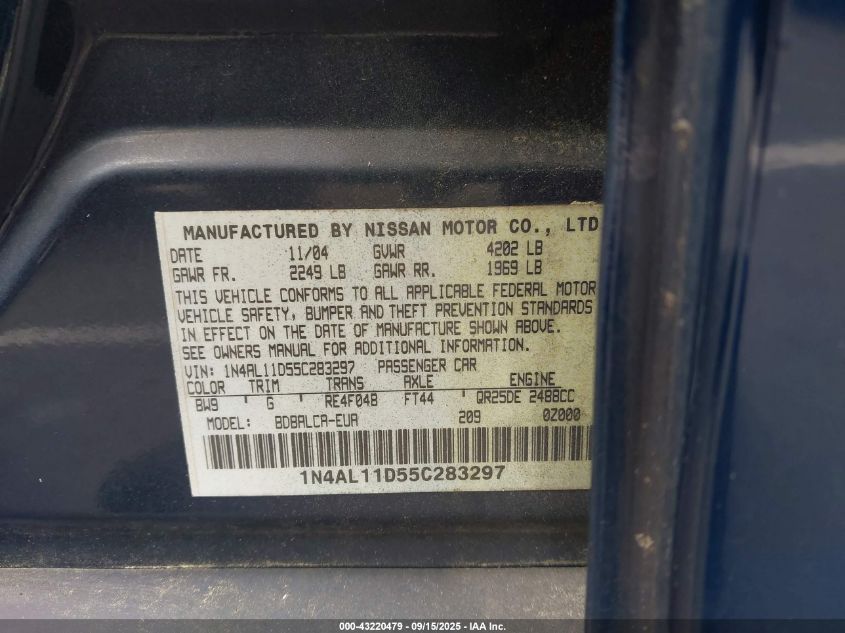 MANUFACTURED BY NISSAN MOTOR CO., LTD
DATE 11/04 GVWR 4202 LB
GAWR FR. 2249 LB GAWR RR. 1969 LB
THIS VEHICLE CONFORMS TO ALL APPLICABLE FEDERAL MOTOR
VEHICLE SAFETY, BUMPER AND THEFT PREVENTION STANDARDS
IN EFFECT ON THE DATE OF MANUFACTURE SHOWN ABOVE.
SEE OWNERS MANUAL FOR ADDITIONAL INFORMATION.
VIN: 1N4AL11D55C283297 PASSENGER CAR
COLOR TRIM TRANS AXLE ENGINE
BW9 ' G ' RE4F04B ' FT44 ' QR25DE 2488CC
MODEL: BDBALCA-EUA 209 0Z000
1N4AL11D55C283297
000-43220479 - 09/15/2025 - IAA Inc.